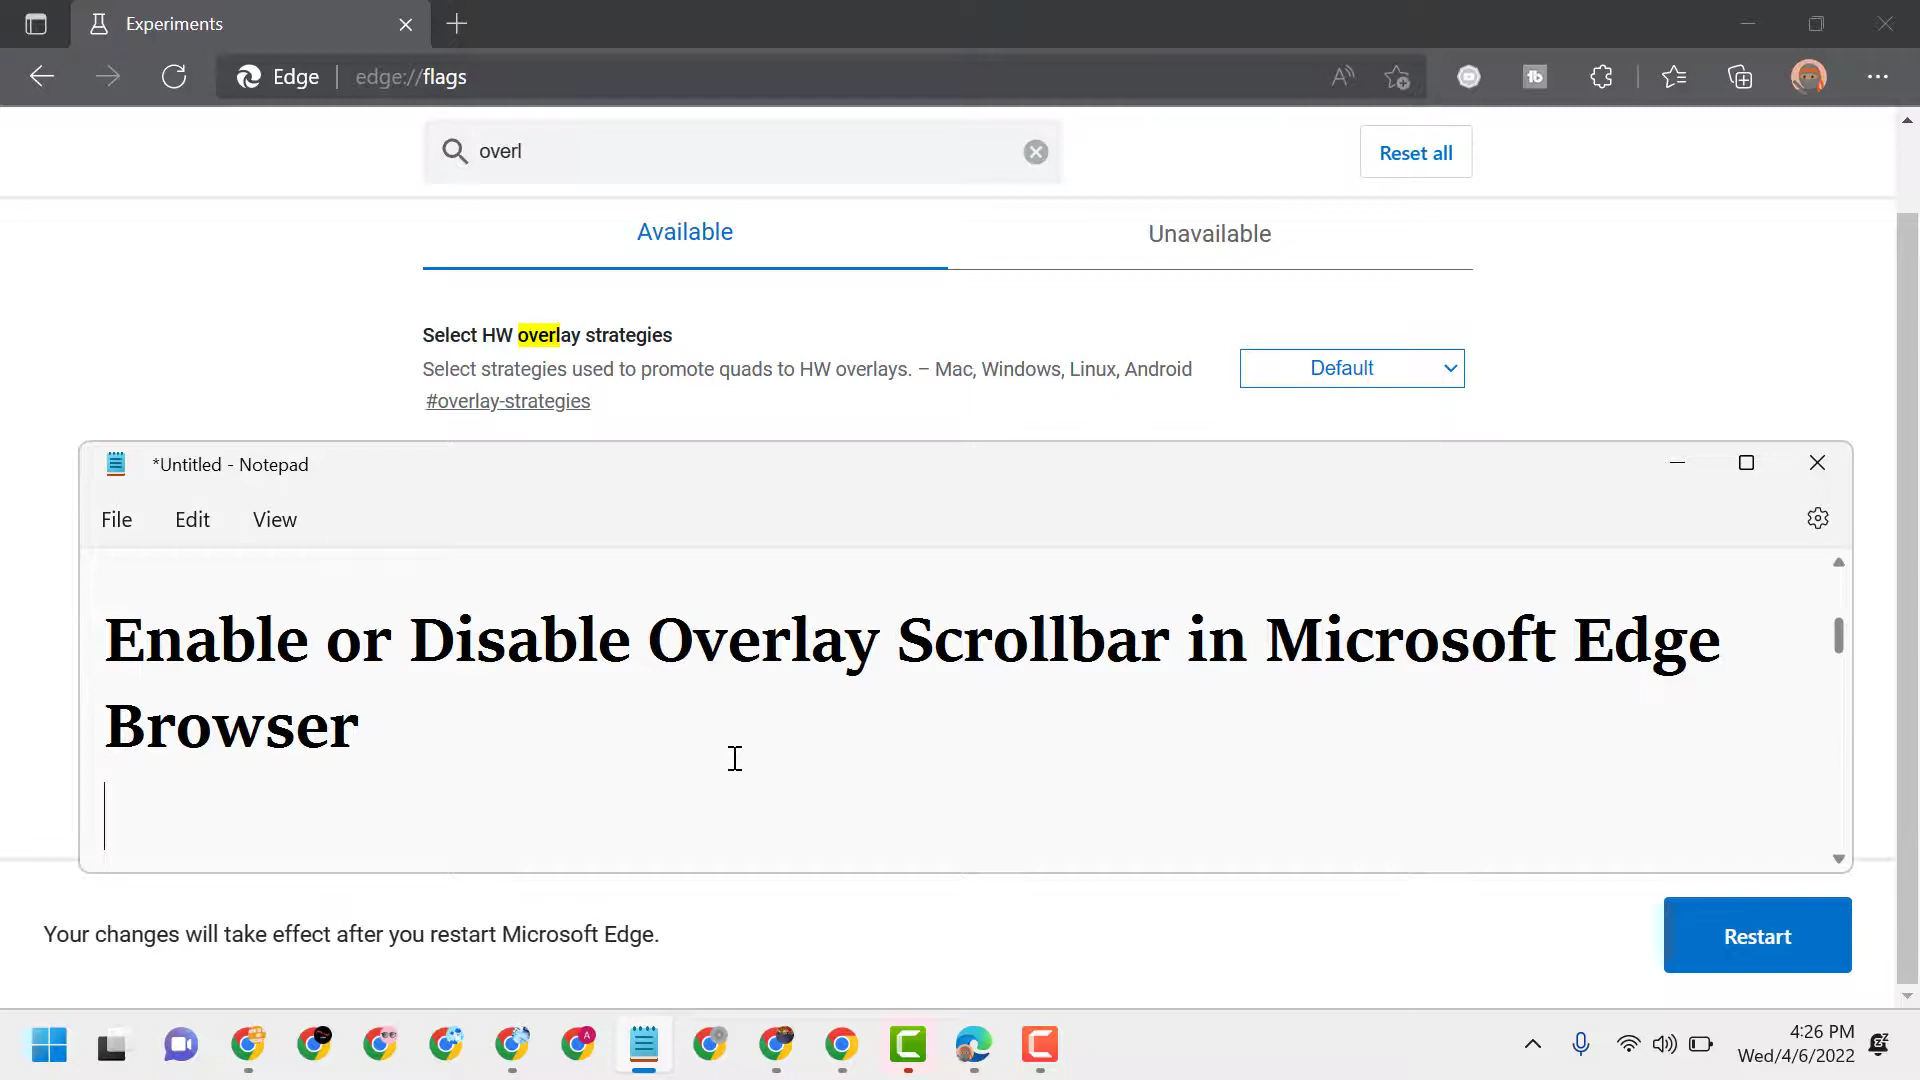 Experiments
Edge | edge://flags
overl
Reset all
Available
Unavailable
Select HW overlay strategies
Select strategies used to promote quads to HW overlays. – Mac, Windows, Linux, Android
#overlay-strategies
Default
*Untitled - Notepad
File Edit View
Enable or Disable Overlay Scrollbar in Microsoft Edge
Browser
Your changes will take effect after you restart Microsoft Edge.
Restart
4:26 PM
Wed/4/6/2022